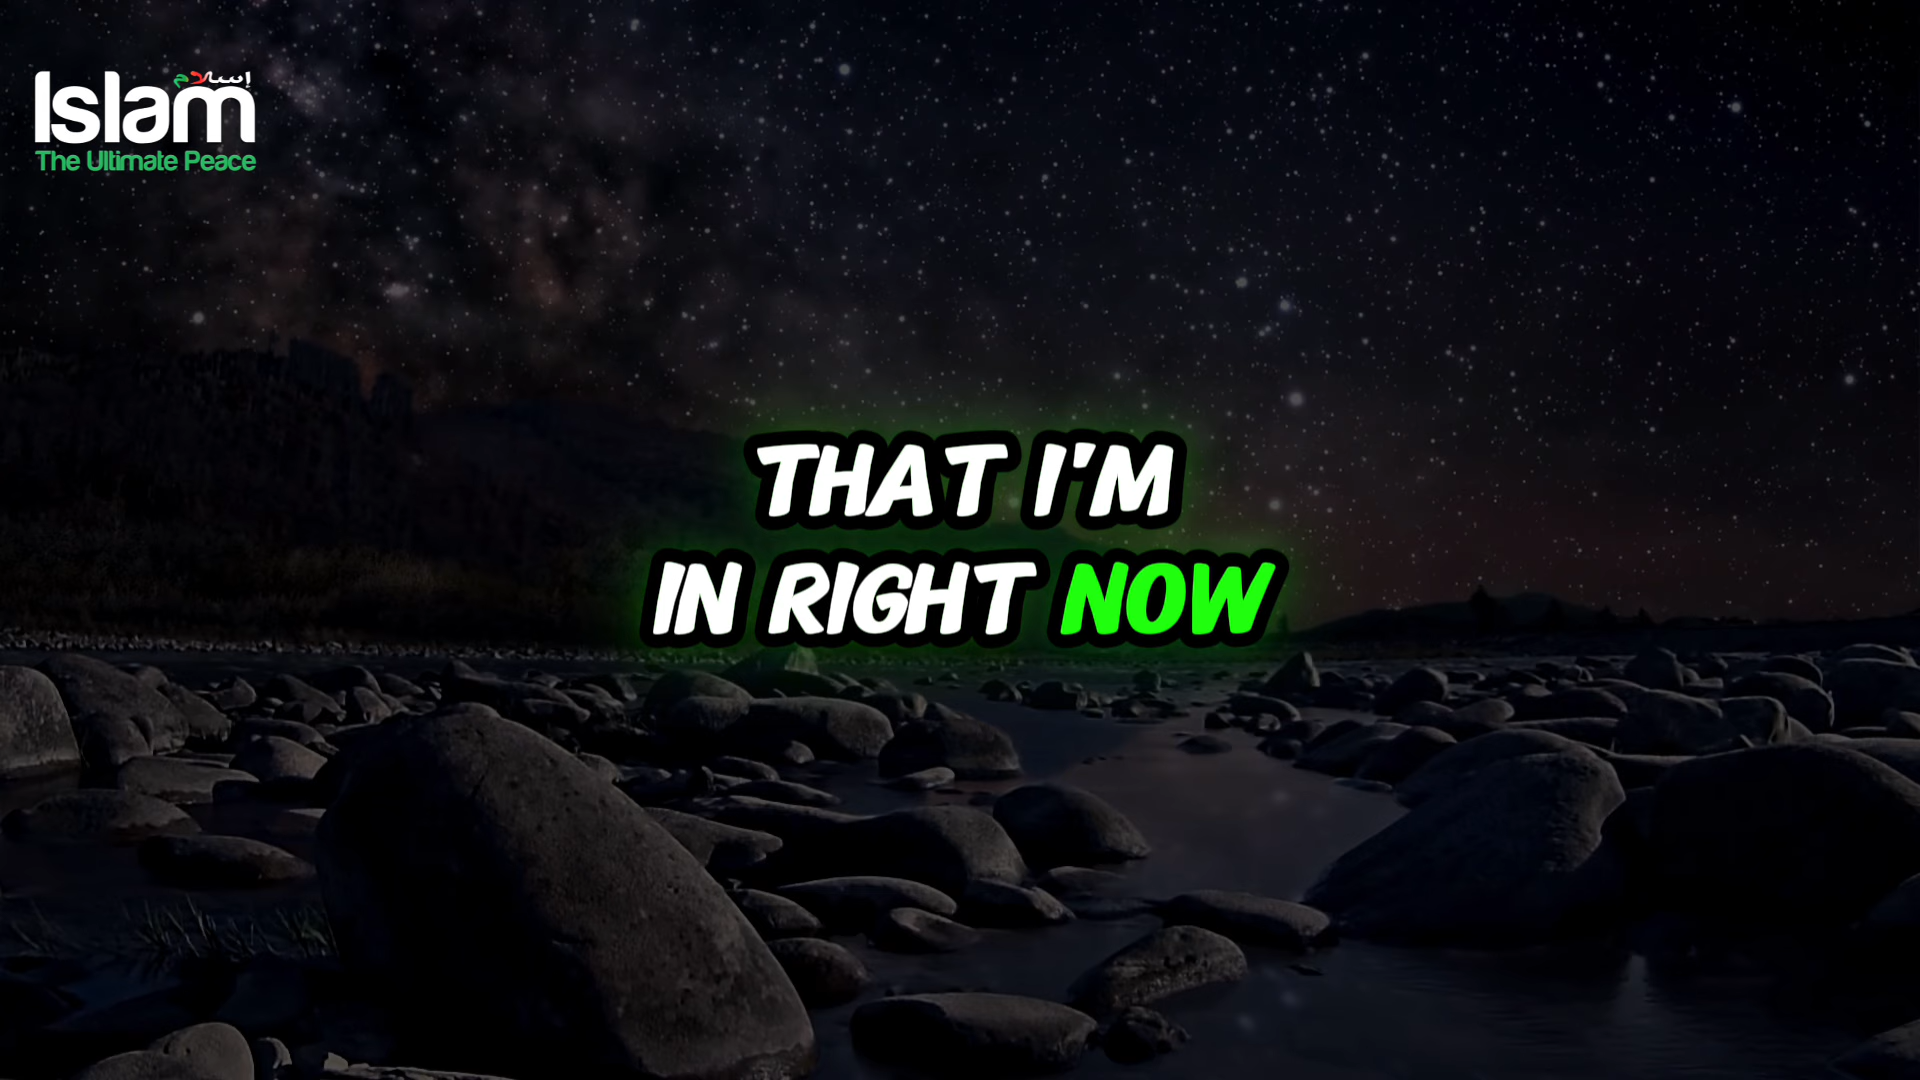 إسلام
Islam
The Ultimate Peace
THAT I'M
IN RIGHT NOW